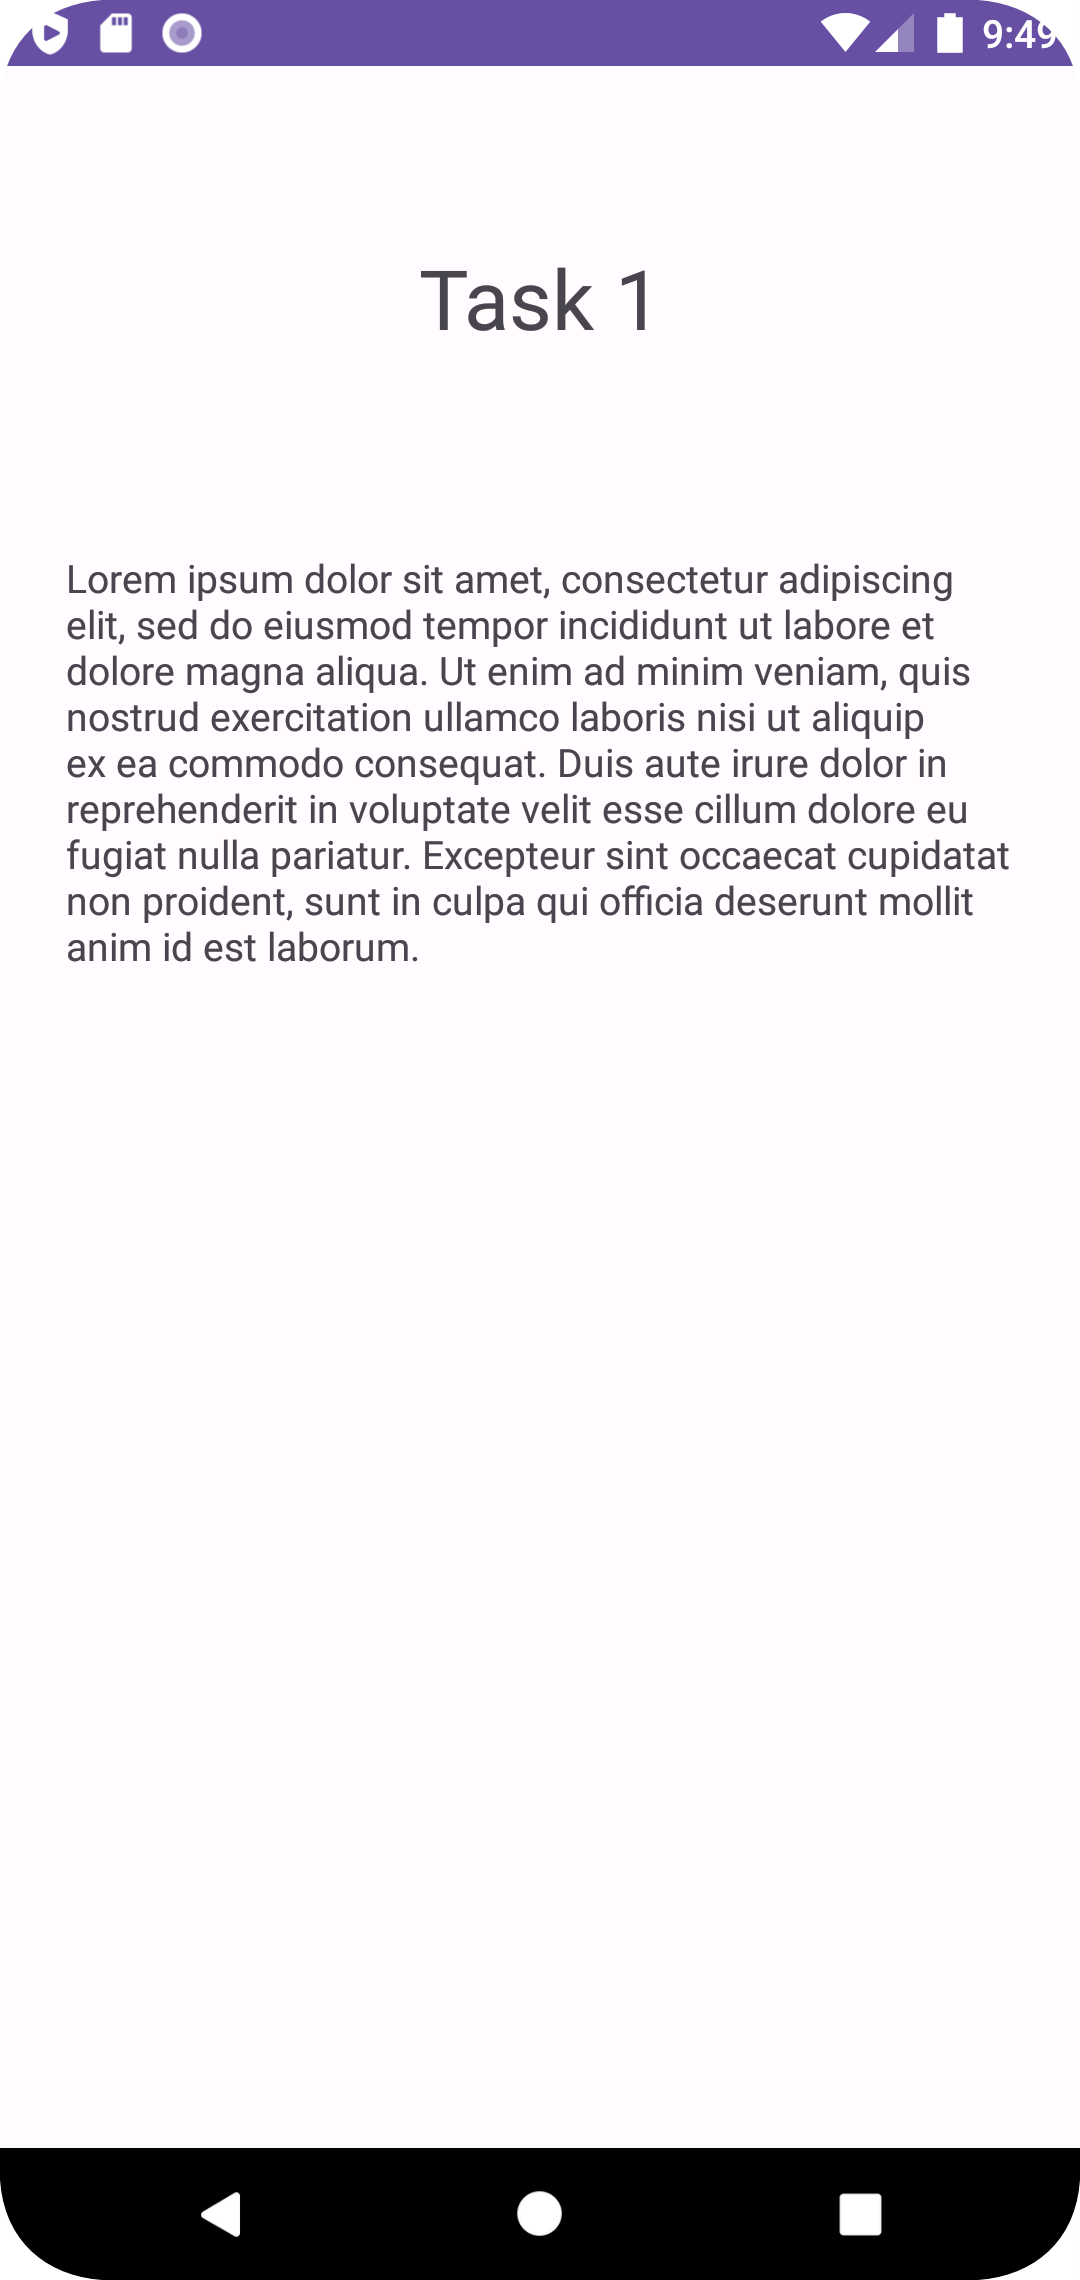 9:49
Task 1
Lorem ipsum dolor sit amet, consectetur adipiscing
elit, sed do eiusmod tempor incididunt ut labore et
dolore magna aliqua. Ut enim ad minim veniam, quis
nostrud exercitation ullamco laboris nisi ut aliquip
ex ea commodo consequat. Duis aute irure dolor in
reprehenderit in voluptate velit esse cillum dolore eu
fugiat nulla pariatur. Excepteur sint occaecat cupidatat
non proident, sunt in culpa qui officia deserunt mollit
anim id est laborum.